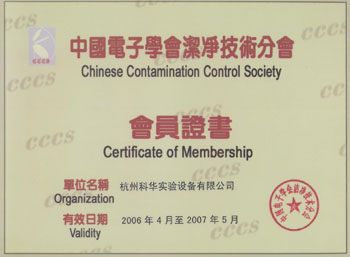 cccs
中國電子學會潔净技術分會
Chinese Contamination Control Society
會員證書
Certificate of Membership
單位名稱 杭州科华实验设备有限公司
Organization
有效日期 2006 年 4 月至 2007 年 5 月
Validity